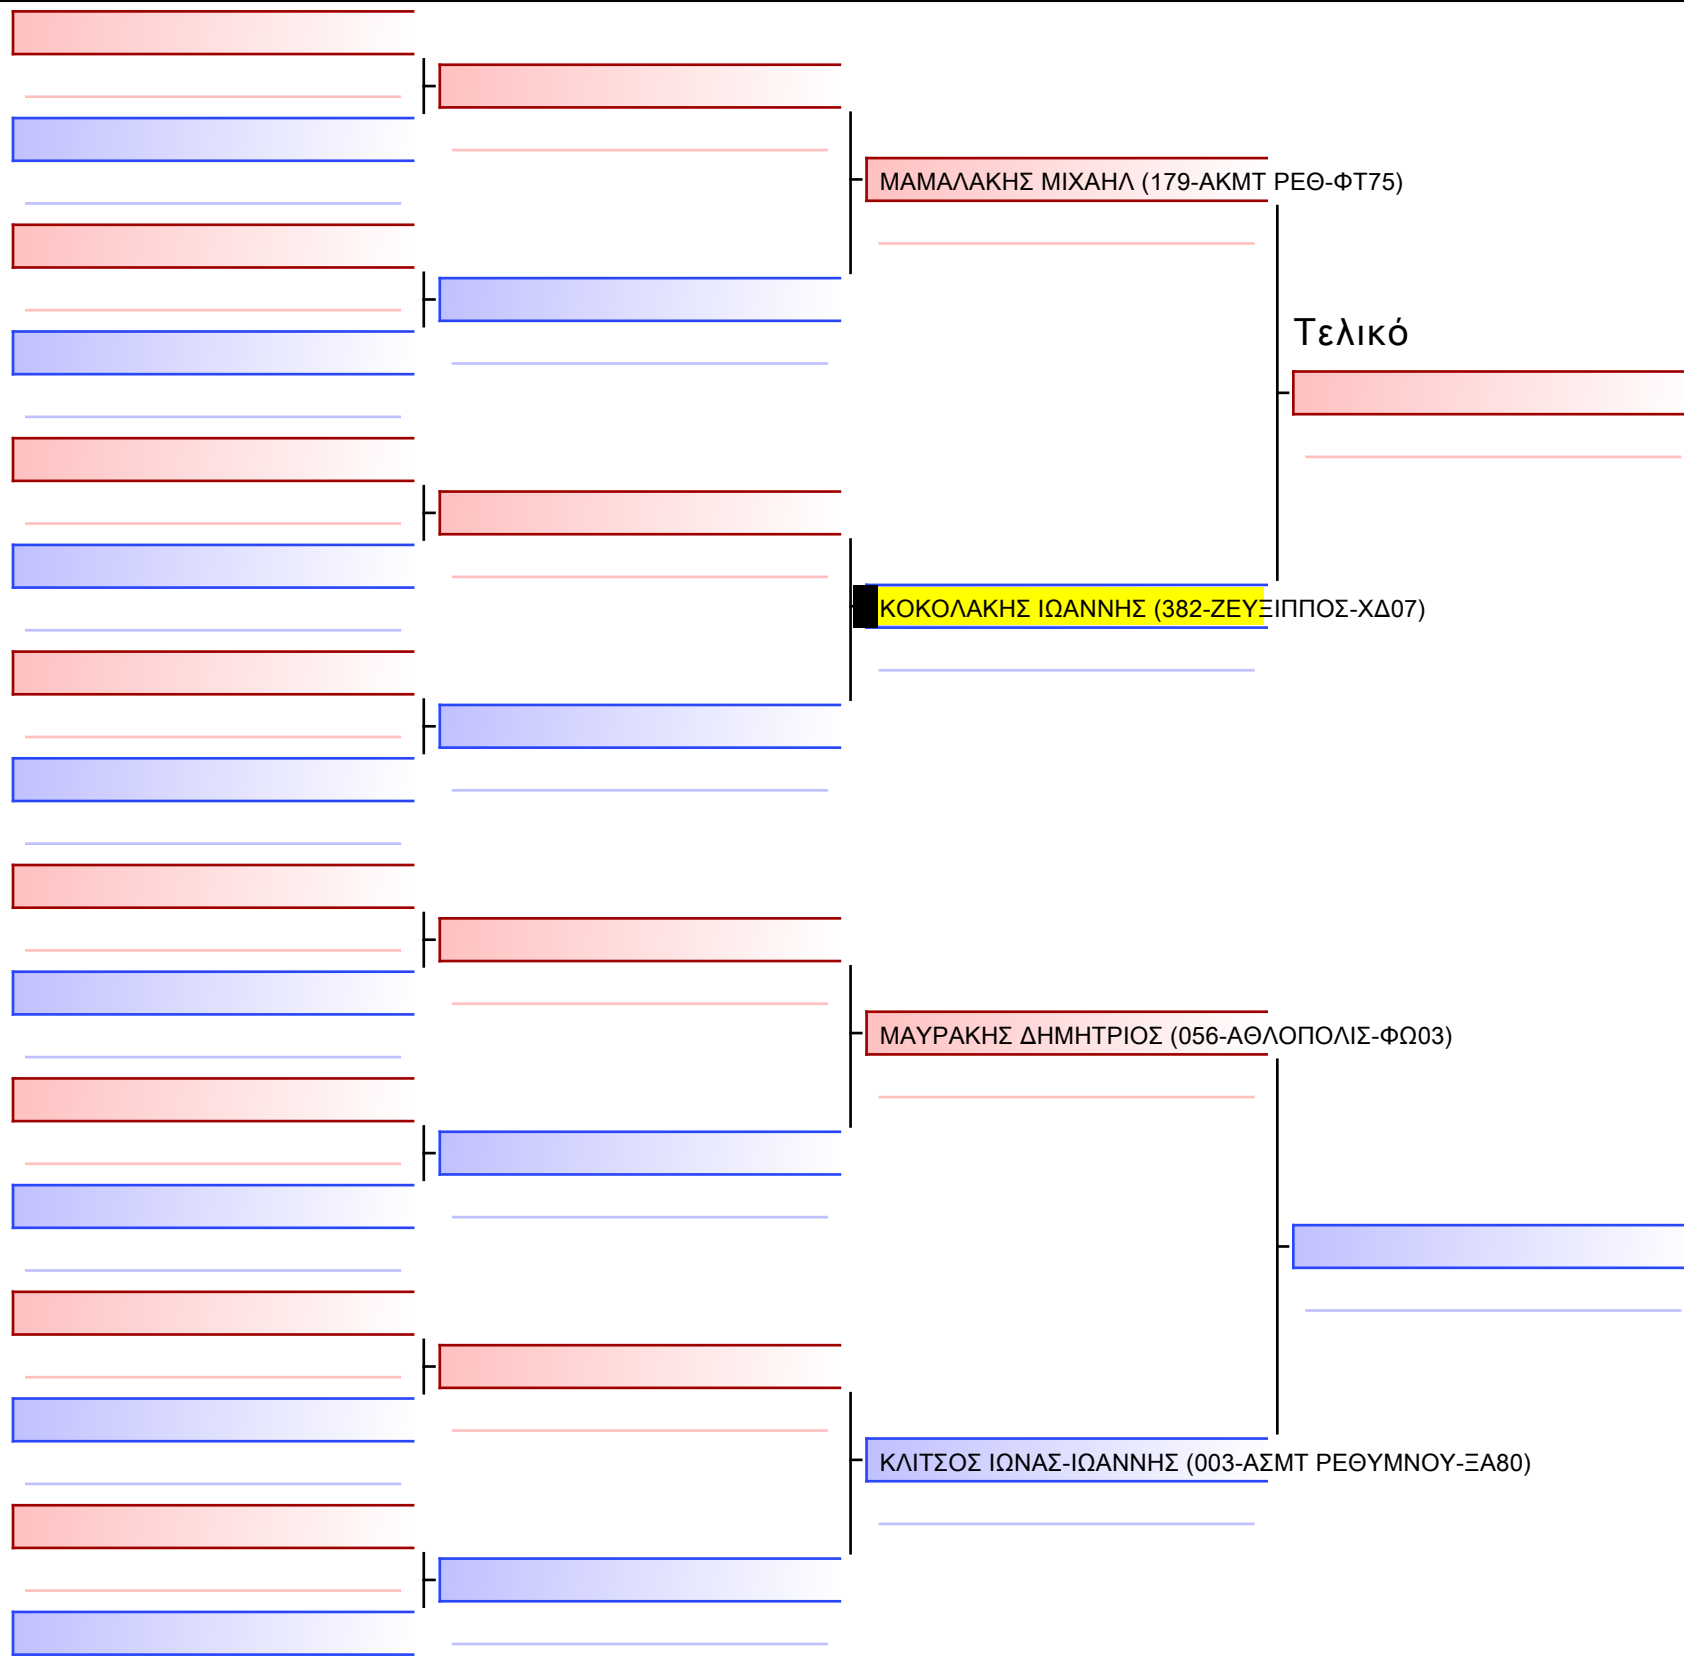 ΜΑΜΑΛΑΚΗΣ ΜΙΧΑΗΛ (179-ΑΚΜΤ ΡΕΘ-ΦΤ75)
Τελικό
ΚΟΚΟΛΑΚΗΣ ΙΩΑΝΝΗΣ (382-ΖΕΥΞΙΠΠΟΣ-ΧΔ07)
ΜΑΥΡΑΚΗΣ ΔΗΜΗΤΡΙΟΣ (056-ΑΘΛΟΠΟΛΙΣ-ΦΩ03)
ΚΛΙΤΣΟΣ ΙΩΝΑΣ-ΙΩΑΝΝΗΣ (003-ΑΣΜΤ ΡΕΘΥΜΝΟΥ-ΞΑ80)